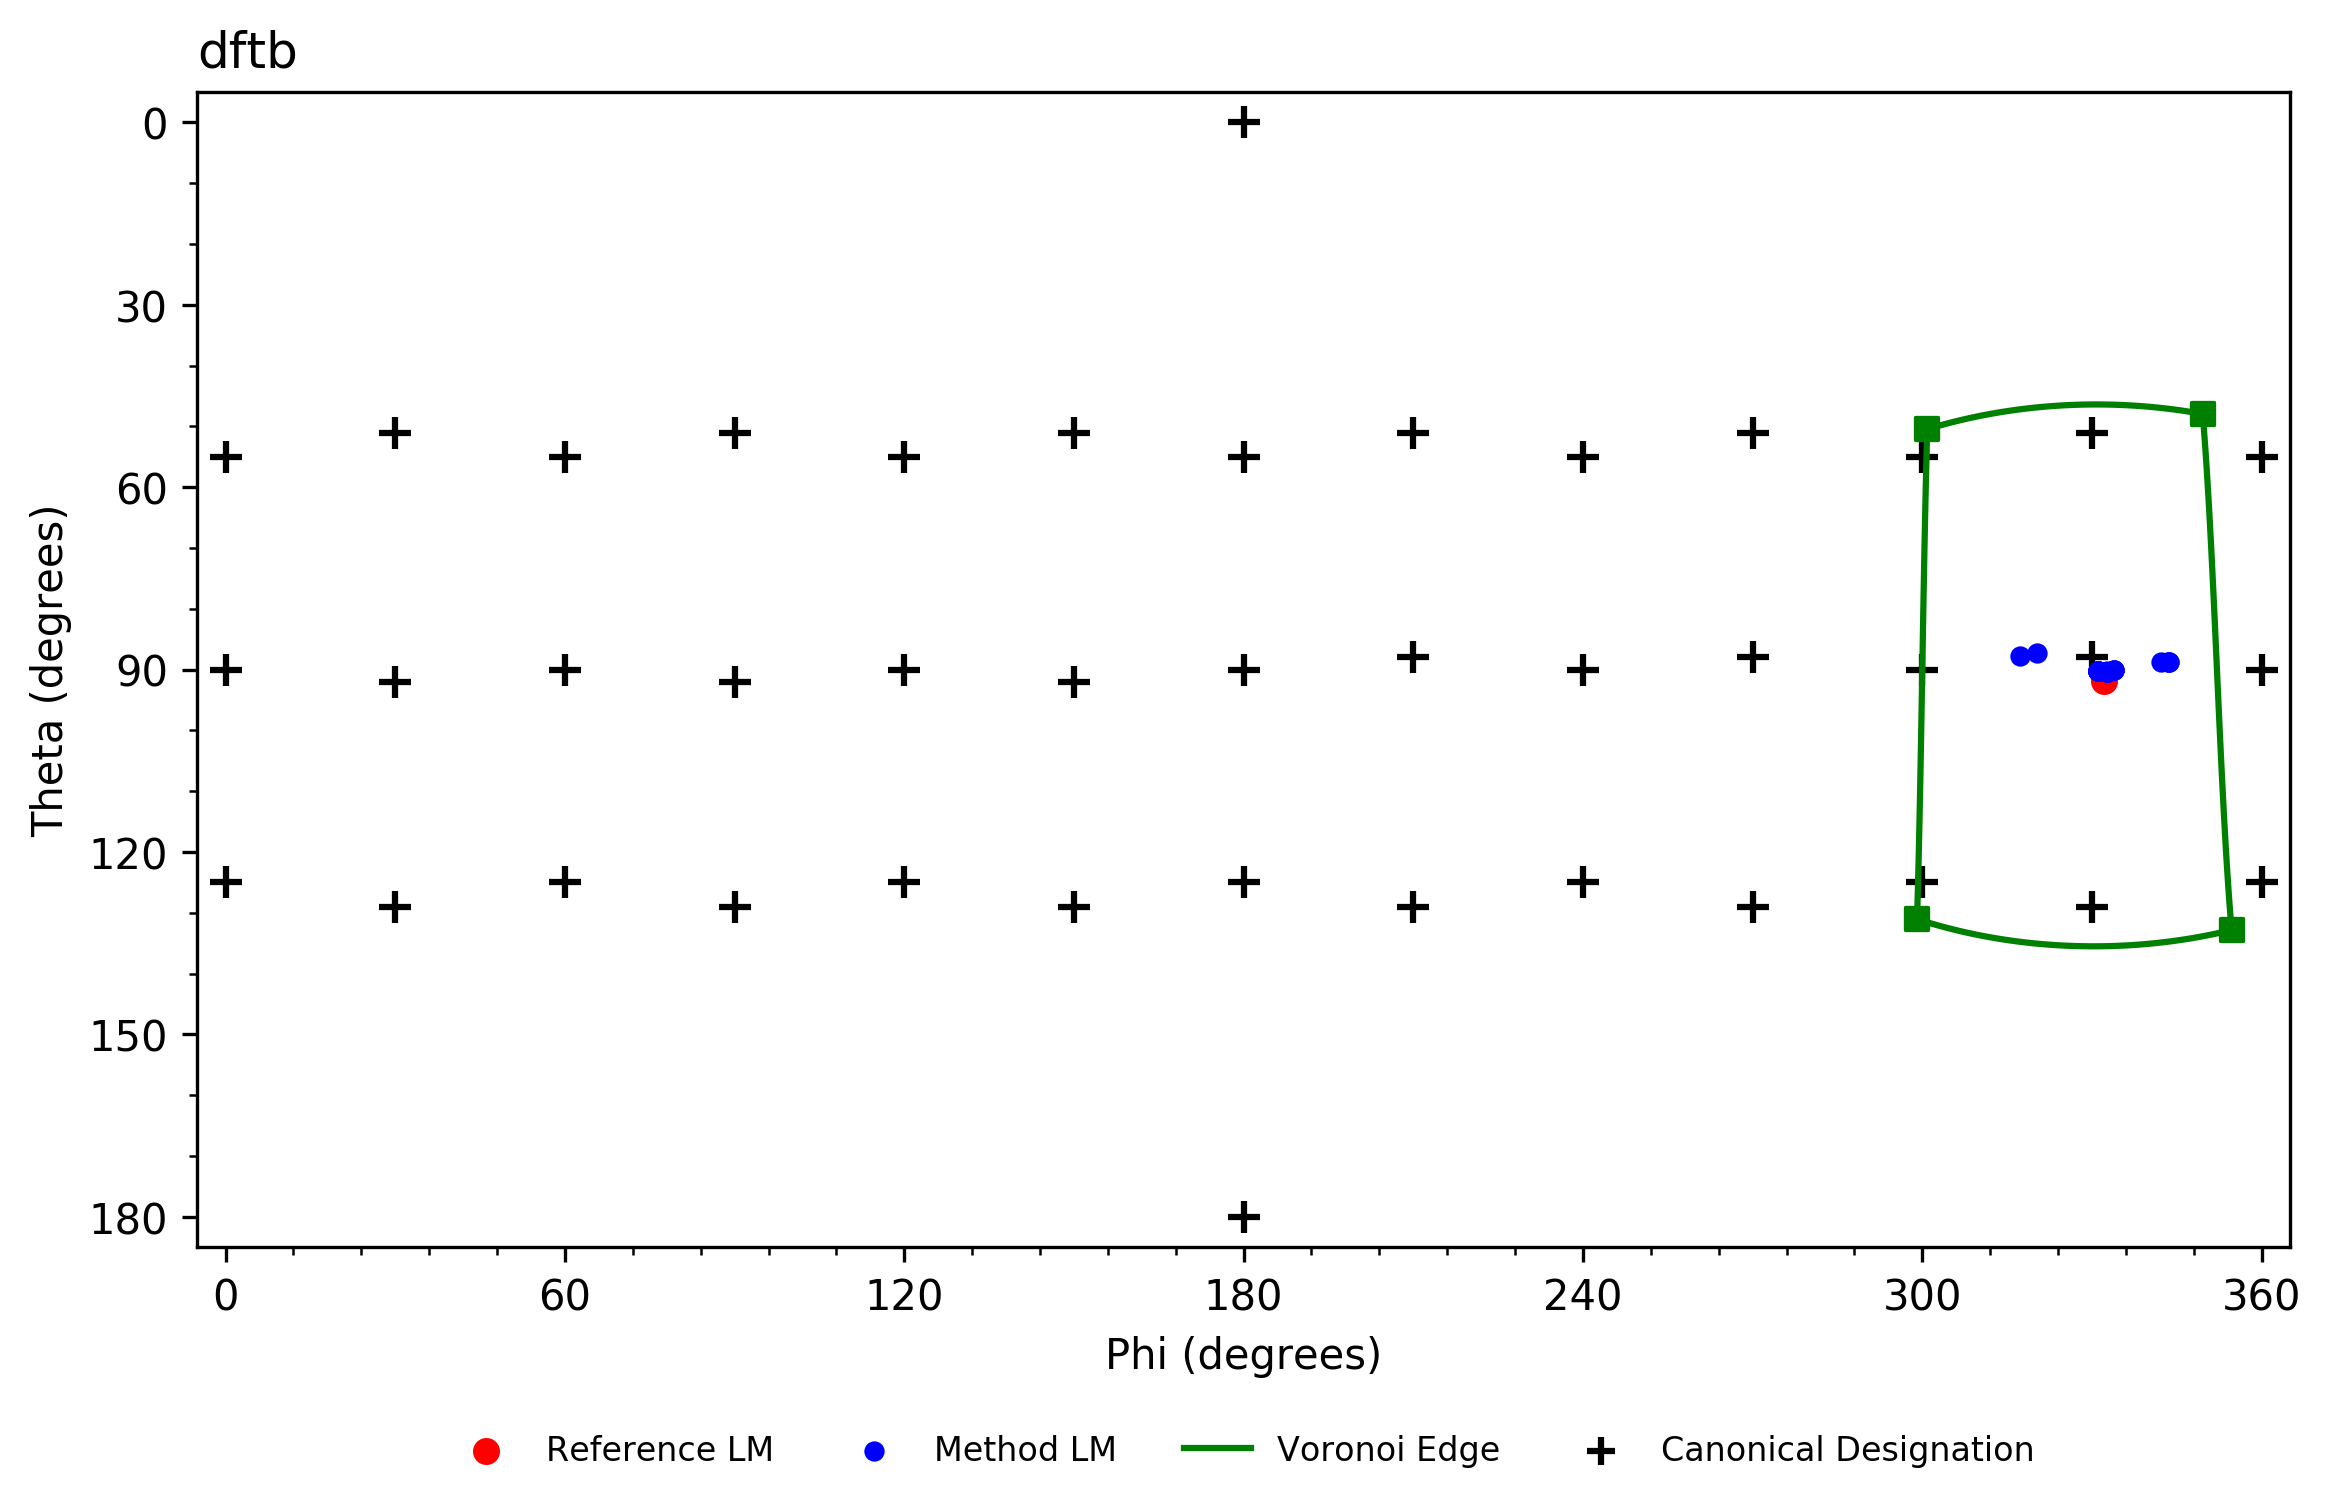 dftb
0
30
60
90
120
150
180
Theta (degrees)
0 60 120 180 240 300 360
Phi (degrees)
Reference LM Method LM Voronoi Edge Canonical Designation